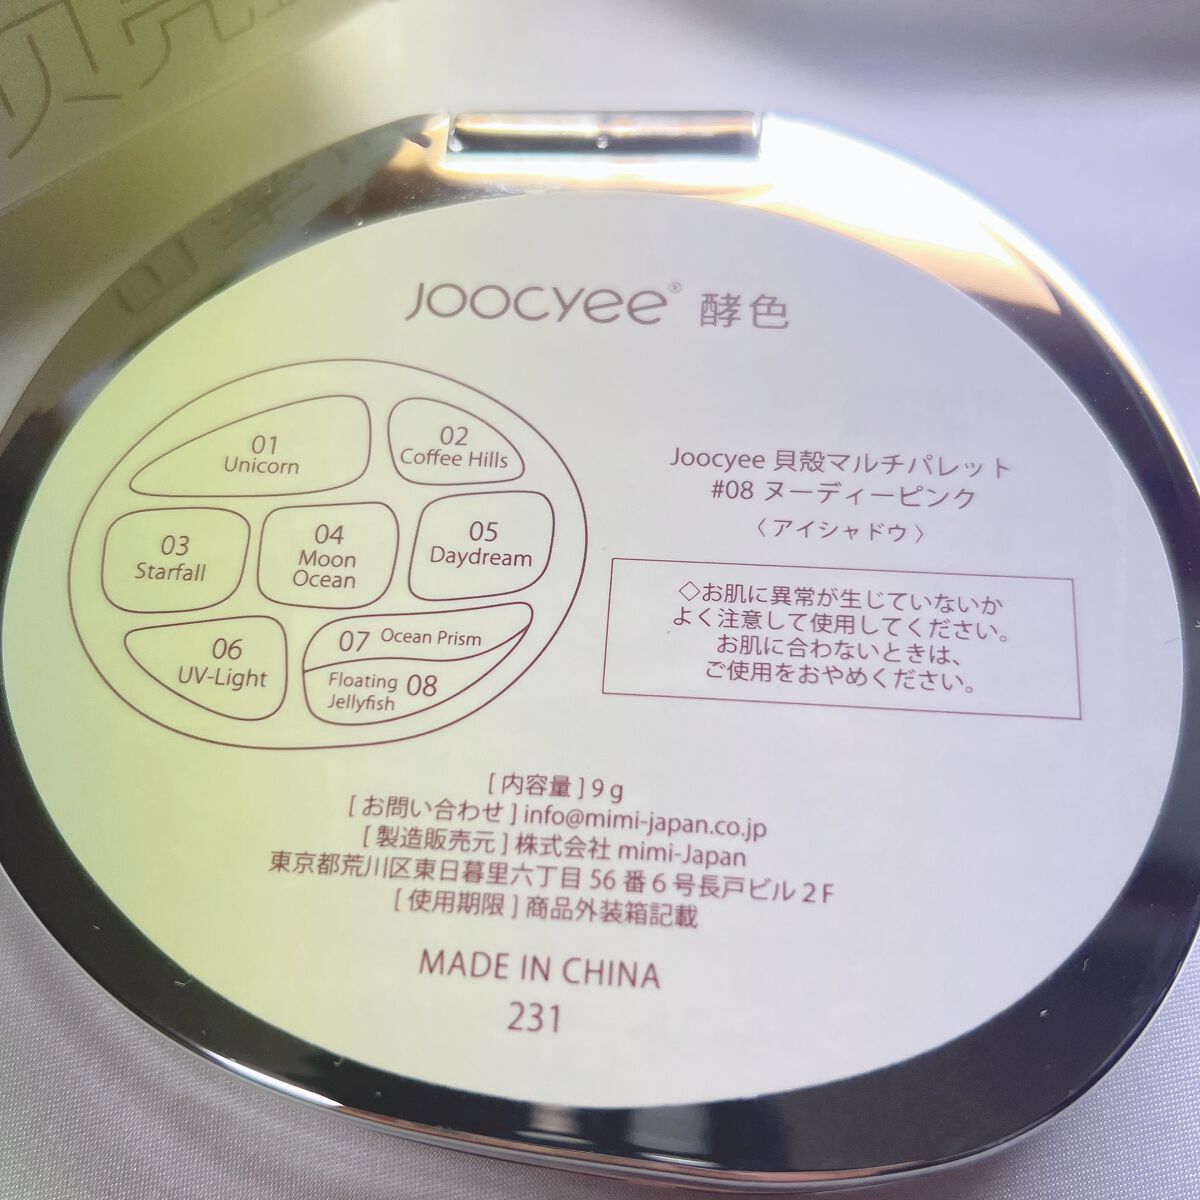 Joocyee® 酵色
01
Unicorn
02
Coffee Hills
03
Starfall
04
Moon
Ocean
05
Daydream
06
UV-Light
07 Ocean Prism
Floating 08
Jellyfish
Joocyee 貝殻マルチパレット
#08 ヌーディーピンク
〈アイシャドウ〉
◇お肌に異常が生じていないか
よく注意して使用してください。
お肌に合わないときは、
ご使用をおやめください。
[ 内容量 ] 9 g
[ お問い合わせ ] info@mimi-japan.co.jp
[ 製造販売元 ] 株式会社 mimi-Japan
東京都荒川区東日暮里六丁目 56 番 6 号長戸ビル 2 F
[ 使用期限 ] 商品外装箱記載
MADE IN CHINA
231